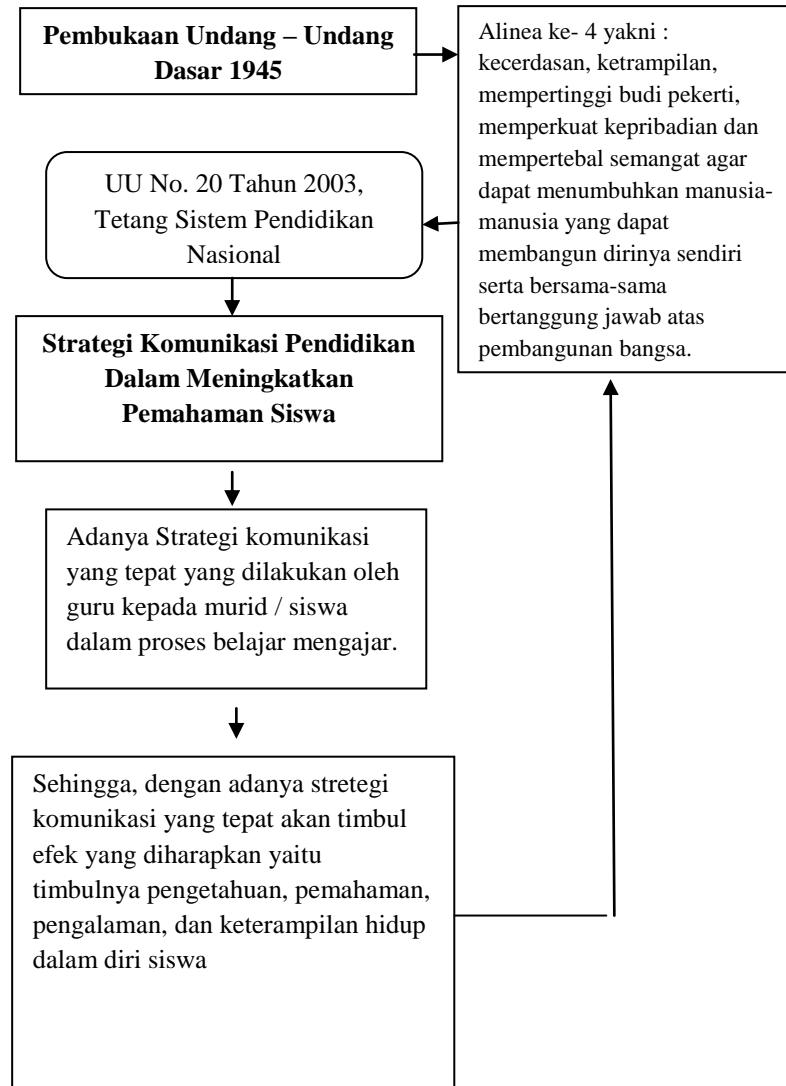 Pembukaan Undang – Undang
Dasar 1945
Alinea ke- 4 yakni :
kecerdasan, ketrampilan,
mempertinggi budi pekerti,
memperkuat kepribadian dan
mempertebal semangat agar
dapat menumbuhkan manusia-
manusia yang dapat
membangun dirinya sendiri
serta bersama-sama
bertanggung jawab atas
pembangunan bangsa.
UU No. 20 Tahun 2003,
Tetang Sistem Pendidikan
Nasional
Strategi Komunikasi Pendidikan
Dalam Meningkatkan
Pemahaman Siswa
Adanya Strategi komunikasi
yang tepat yang dilakukan oleh
guru kepada murid / siswa
dalam proses belajar mengajar.
Sehingga, dengan adanya stretegi
komunikasi yang tepat akan timbul
efek yang diharapkan yaitu
timbulnya pengetahuan, pemahaman,
pengalaman, dan keterampilan hidup
dalam diri siswa